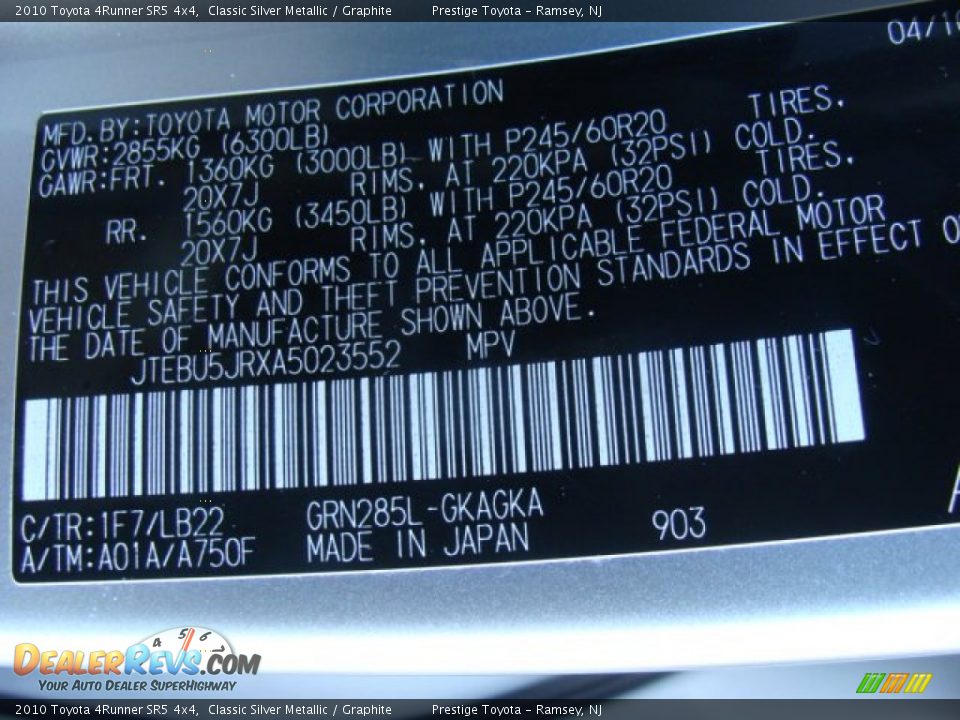 2010 Toyota 4Runner SR5 4x4, Classic Silver Metallic / Graphite Prestige Toyota - Ramsey, NJ
04/10
MFD.BY:TOYOTA MOTOR CORPORATION
GVWR:2855KG (6300LB)
GAWR:FRT. 1360KG (3000LB) WITH P245/60R20 TIRES.
20X7J RIMS. AT 220KPA (32PSI) COLD.
RR. 1560KG (3450LB) WITH P245/60R20 TIRES.
20X7J RIMS. AT 220KPA (32PSI) COLD.
THIS VEHICLE CONFORMS TO ALL APPLICABLE FEDERAL MOTOR
VEHICLE SAFETY AND THEFT PREVENTION STANDARDS IN EFFECT O
THE DATE OF MANUFACTURE SHOWN ABOVE.
JTEBU5JRXA5023552 MPV
C/TR:1F7/LB22 GRN285L-GKAGKA 903
A/TM:A01A/A750F MADE IN JAPAN
4 5 6
DEALERREVS.COM
YOUR AUTO DEALER SUPERHIGHWAY
2010 Toyota 4Runner SR5 4x4, Classic Silver Metallic / Graphite Prestige Toyota - Ramsey, NJ